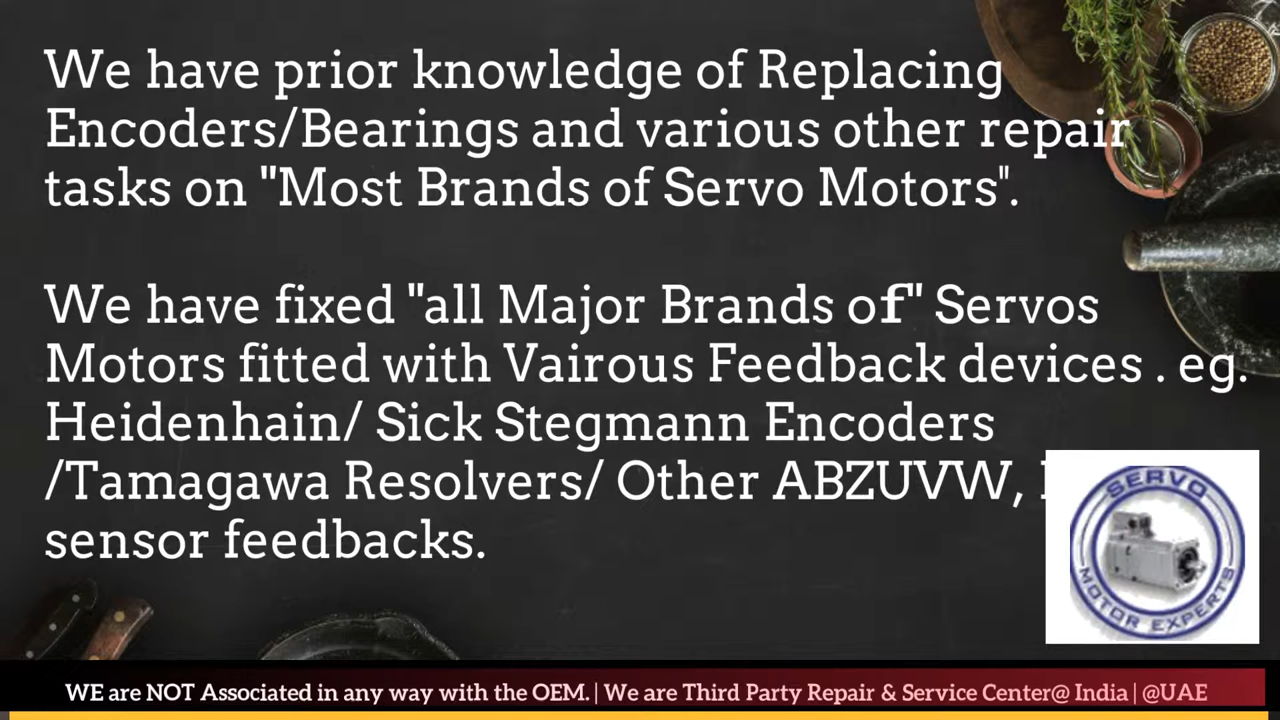 We have prior knowledge of Replacing
Encoders/Bearings and various other repair
tasks on "Most Brands of Servo Motors".
We have fixed "all Major Brands of" Servos
Motors fitted with Vairous Feedback devices . eg.
Heidenhain/ Sick Stegmann Encoders
/Tamagawa Resolvers/ Other ABZUVW,
sensor feedbacks.
SERVO
MOTOR EXPERTS
WE are NOT Associated in any way with the OEM. | We are Third Party Repair & Service Center@ India | @UAE